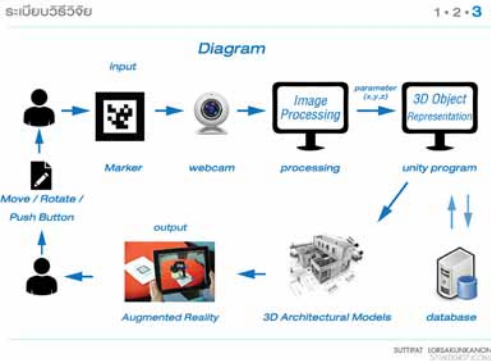 ระเบียบวิธีวิจัย
1 • 2 • 3
Diagram
input
Image
Processing
parameter
(x,y,z)
3D Object
Representation
Marker
webcam
processing
unity program
Move / Rotate /
Push Button
output
Augmented Reality
3D Architectural Models
database
SUTTIPAT LORSAKUNKANON